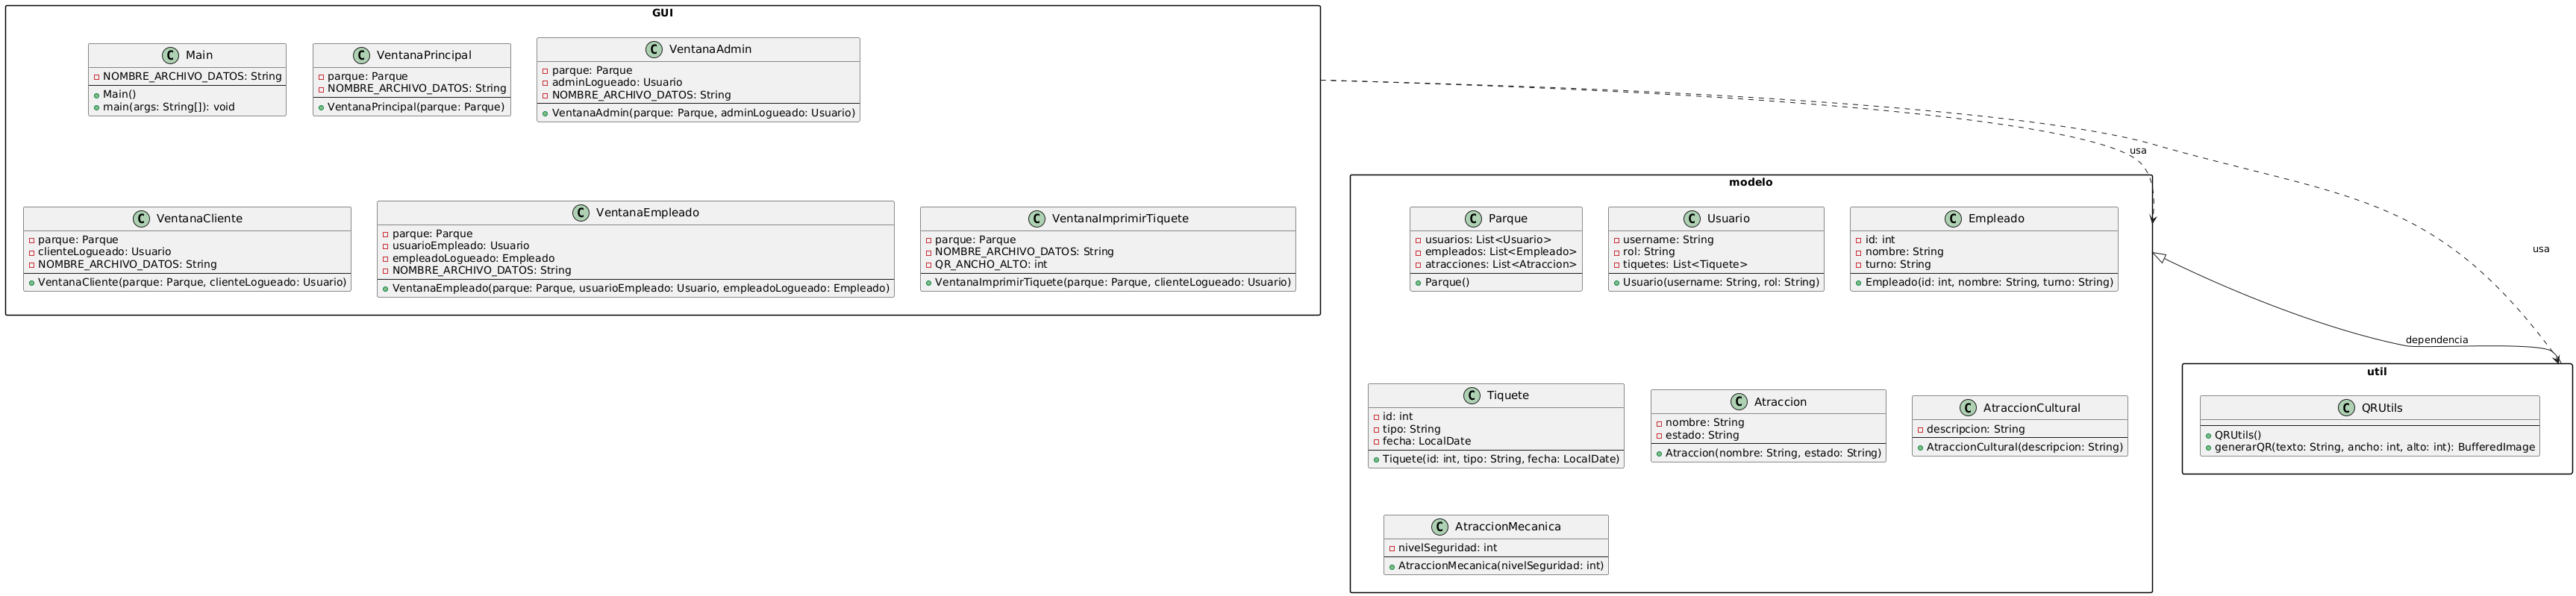 GUI
Main
NOMBRE_ARCHIVO_DATOS: String
Main()
main(args: String[]): void
VentanaPrincipal
parque: Parque
NOMBRE_ARCHIVO_DATOS: String
VentanaPrincipal(parque: Parque)
VentanaAdmin
parque: Parque
adminLogueado: Usuario
NOMBRE_ARCHIVO_DATOS: String
VentanaAdmin(parque: Parque, adminLogueado: Usuario)
VentanaCliente
parque: Parque
clienteLogueado: Usuario
NOMBRE_ARCHIVO_DATOS: String
VentanaCliente(parque: Parque, clienteLogueado: Usuario)
VentanaEmpleado
parque: Parque
usuarioEmpleado: Usuario
empleadoLogueado: Empleado
NOMBRE_ARCHIVO_DATOS: String
VentanaEmpleado(parque: Parque, usuarioEmpleado: Usuario, empleadoLogueado: Empleado)
VentanaImprimirTiquete
parque: Parque
NOMBRE_ARCHIVO_DATOS: String
QR_ANCHO_ALTO: int
VentanaImprimirTiquete(parque: Parque, clienteLogueado: Usuario)
usa
usa
modelo
Parque
usuarios: List<Usuario>
empleados: List<Empleado>
atracciones: List<Atraccion>
Parque()
Usuario
username: String
rol: String
tiquetes: List<Tiquete>
Usuario(username: String, rol: String)
Empleado
id: int
nombre: String
turno: String
Empleado(id: int, nombre: String, turno: String)
Tiquete
id: int
tipo: String
fecha: LocalDate
Tiquete(id: int, tipo: String, fecha: LocalDate)
Atraccion
nombre: String
estado: String
Atraccion(nombre: String, estado: String)
AtraccionCultural
descripcion: String
AtraccionCultural(descripcion: String)
AtraccionMecanica
nivelSeguridad: int
AtraccionMecanica(nivelSeguridad: int)
dependencia
util
QRUtils
QRUtils()
generarQR(texto: String, ancho: int, alto: int): BufferedImage